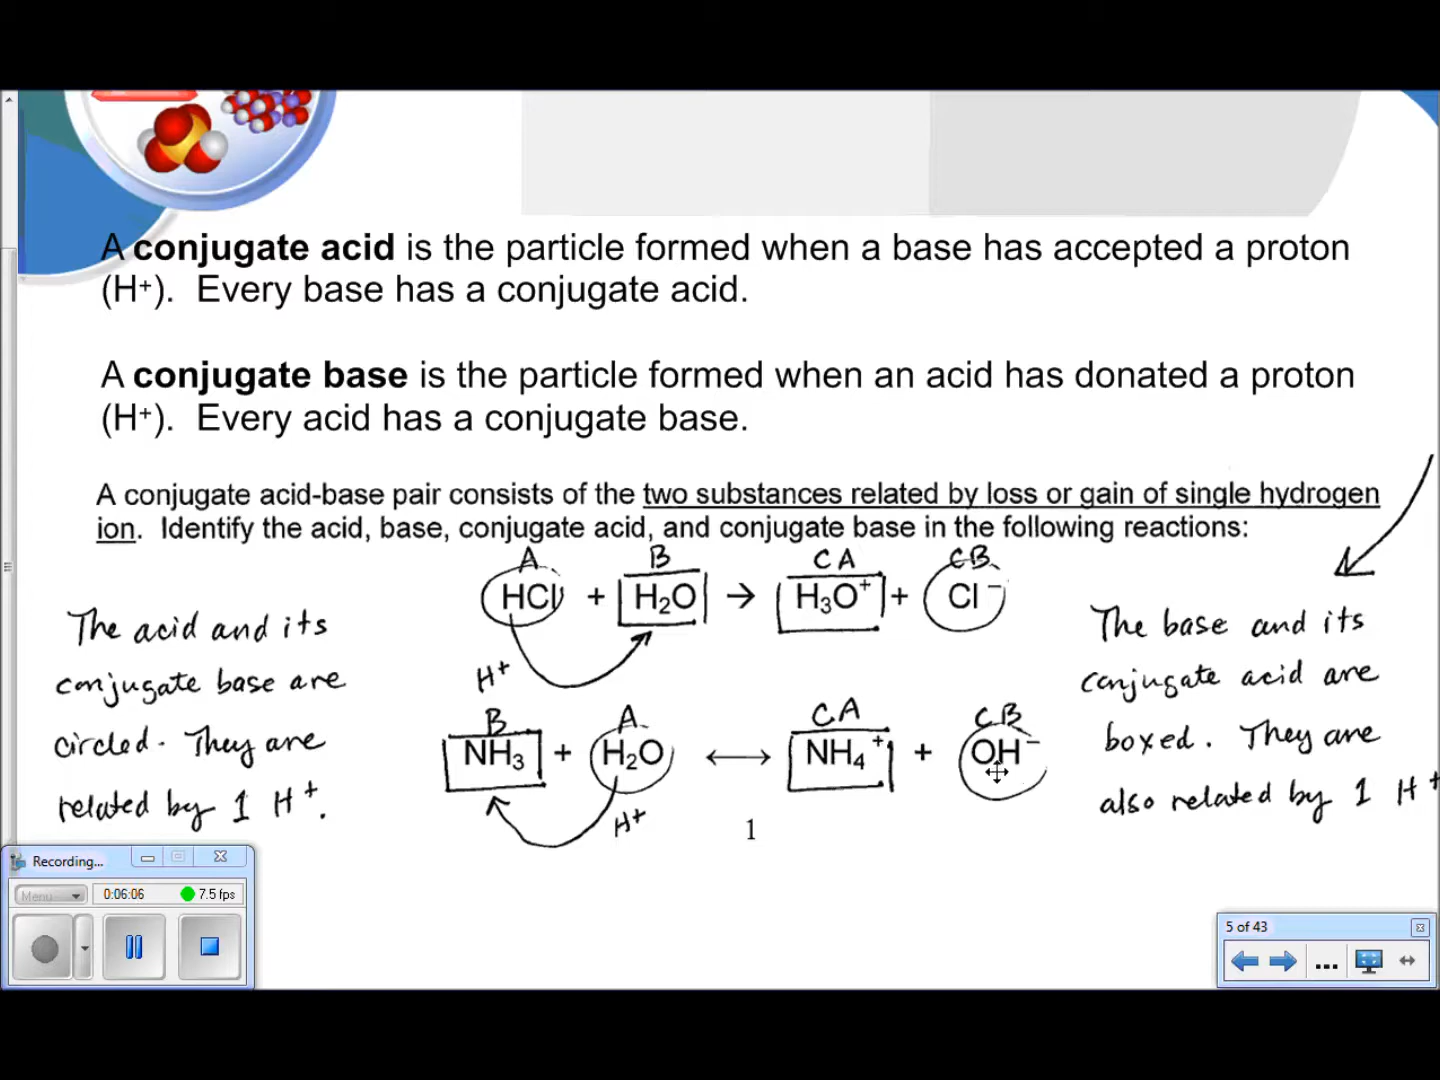 A conjugate acid is the particle formed when a base has accepted a proton
(H⁺). Every base has a conjugate acid.
A conjugate base is the particle formed when an acid has donated a proton
(H⁺). Every acid has a conjugate base.
A conjugate acid-base pair consists of the two substances related by loss or gain of single hydrogen
ion. Identify the acid, base, conjugate acid, and conjugate base in the following reactions:
A B CA CB
HCl + H₂O → H₃O⁺ + Cl⁻
H⁺
The acid and its
conjugate base are
circled. They are
related by 1 H⁺.
The base and its
conjugate acid are
boxed. They are
also related by 1 H⁺
B A CA CB
NH₃ + H₂O ↔ NH₄⁺ + OH⁻
H⁺
1
Recording...
Menu 0:06:06 7.5 fps
5 of 43
...